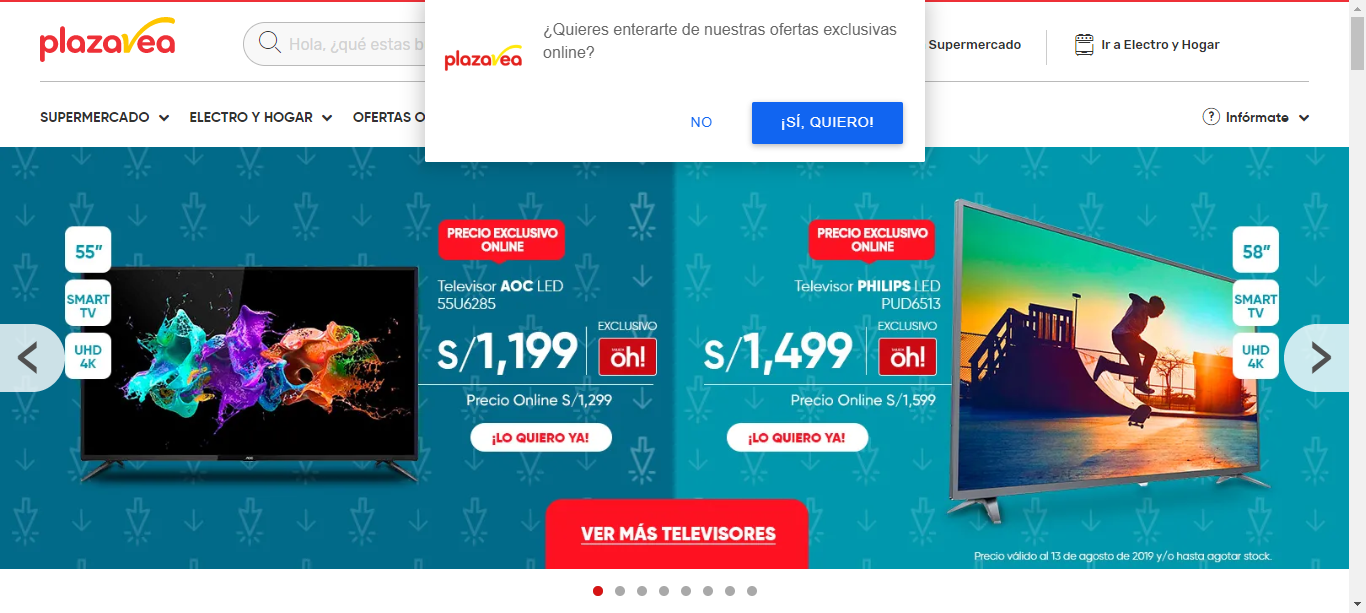 plazavea
Hola, ¿qué estas b
¿Quieres enterarte de nuestras ofertas exclusivas
online?
plazavea
NO
¡SÍ, QUIERO!
Supermercado
Ir a Electro y Hogar
SUPERMERCADO
ELECTRO Y HOGAR
OFERTAS O
Infórmate
55”
SMART
TV
UHD
4K
PRECIO EXCLUSIVO
ONLINE
Televisor AOC LED
55U6285
S/1,199
EXCLUSIVO
oh!
Precio Online S/1,299
¡LO QUIERO YA!
PRECIO EXCLUSIVO
ONLINE
Televisor PHILIPS LED
PUD6513
S/1,499
EXCLUSIVO
oh!
Precio Online S/1,599
¡LO QUIERO YA!
58”
SMART
TV
UHD
4K
VER MÁS TELEVISORES
Precio válido al 13 de agosto de 2019 y/o hasta agotar stock.